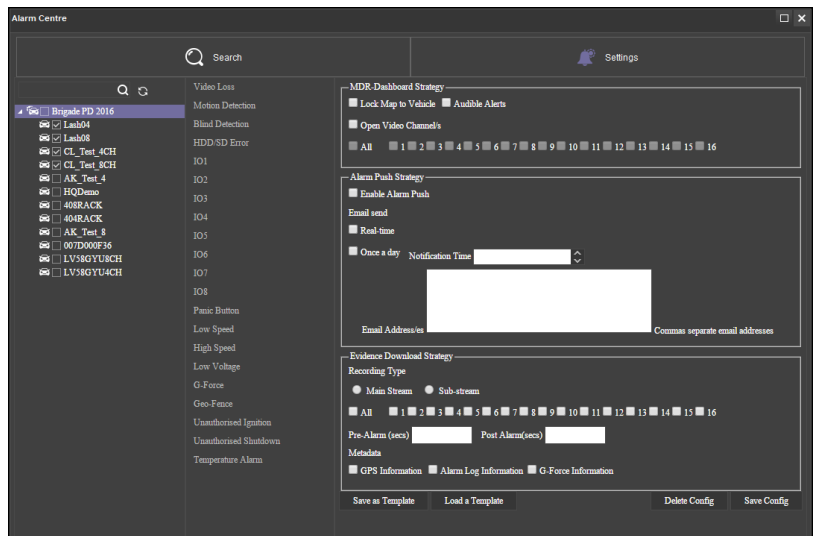 Alarm Centre
Search
Settings
Brigade PD 2016
Lash04
Lash08
CL_Test_4CH
CL_Test_8CH
AK_Test_4
HQDemo
408RACK
404RACK
AK_Test_8
007D000F36
LV58GYU8CH
LV58GYU4CH
Video Loss
Motion Detection
Blind Detection
HDD/SD Error
IO1
IO2
IO3
IO4
IO5
IO6
IO7
IO8
Panic Button
Low Speed
High Speed
Low Voltage
G-Force
Geo-Fence
Unauthorised Ignition
Unauthorised Shutdown
Temperature Alarm
MDR-Dashboard Strategy
Lock Map to Vehicle Audible Alerts
Open Video Channel/s
All 1 2 3 4 5 6 7 8 9 10 11 12 13 14 15 16
Alarm Push Strategy
Enable Alarm Push
Email send
Real-time
Once a day Notification Time
Email Address/es Commas separate email addresses
Evidence Download Strategy
Recording Type
Main Stream Sub-stream
All 1 2 3 4 5 6 7 8 9 10 11 12 13 14 15 16
Pre-Alarm (secs) Post Alarm(secs)
Metadata
GPS Information Alarm Log Information G-Force Information
Save as Template Load a Template Delete Config Save Config